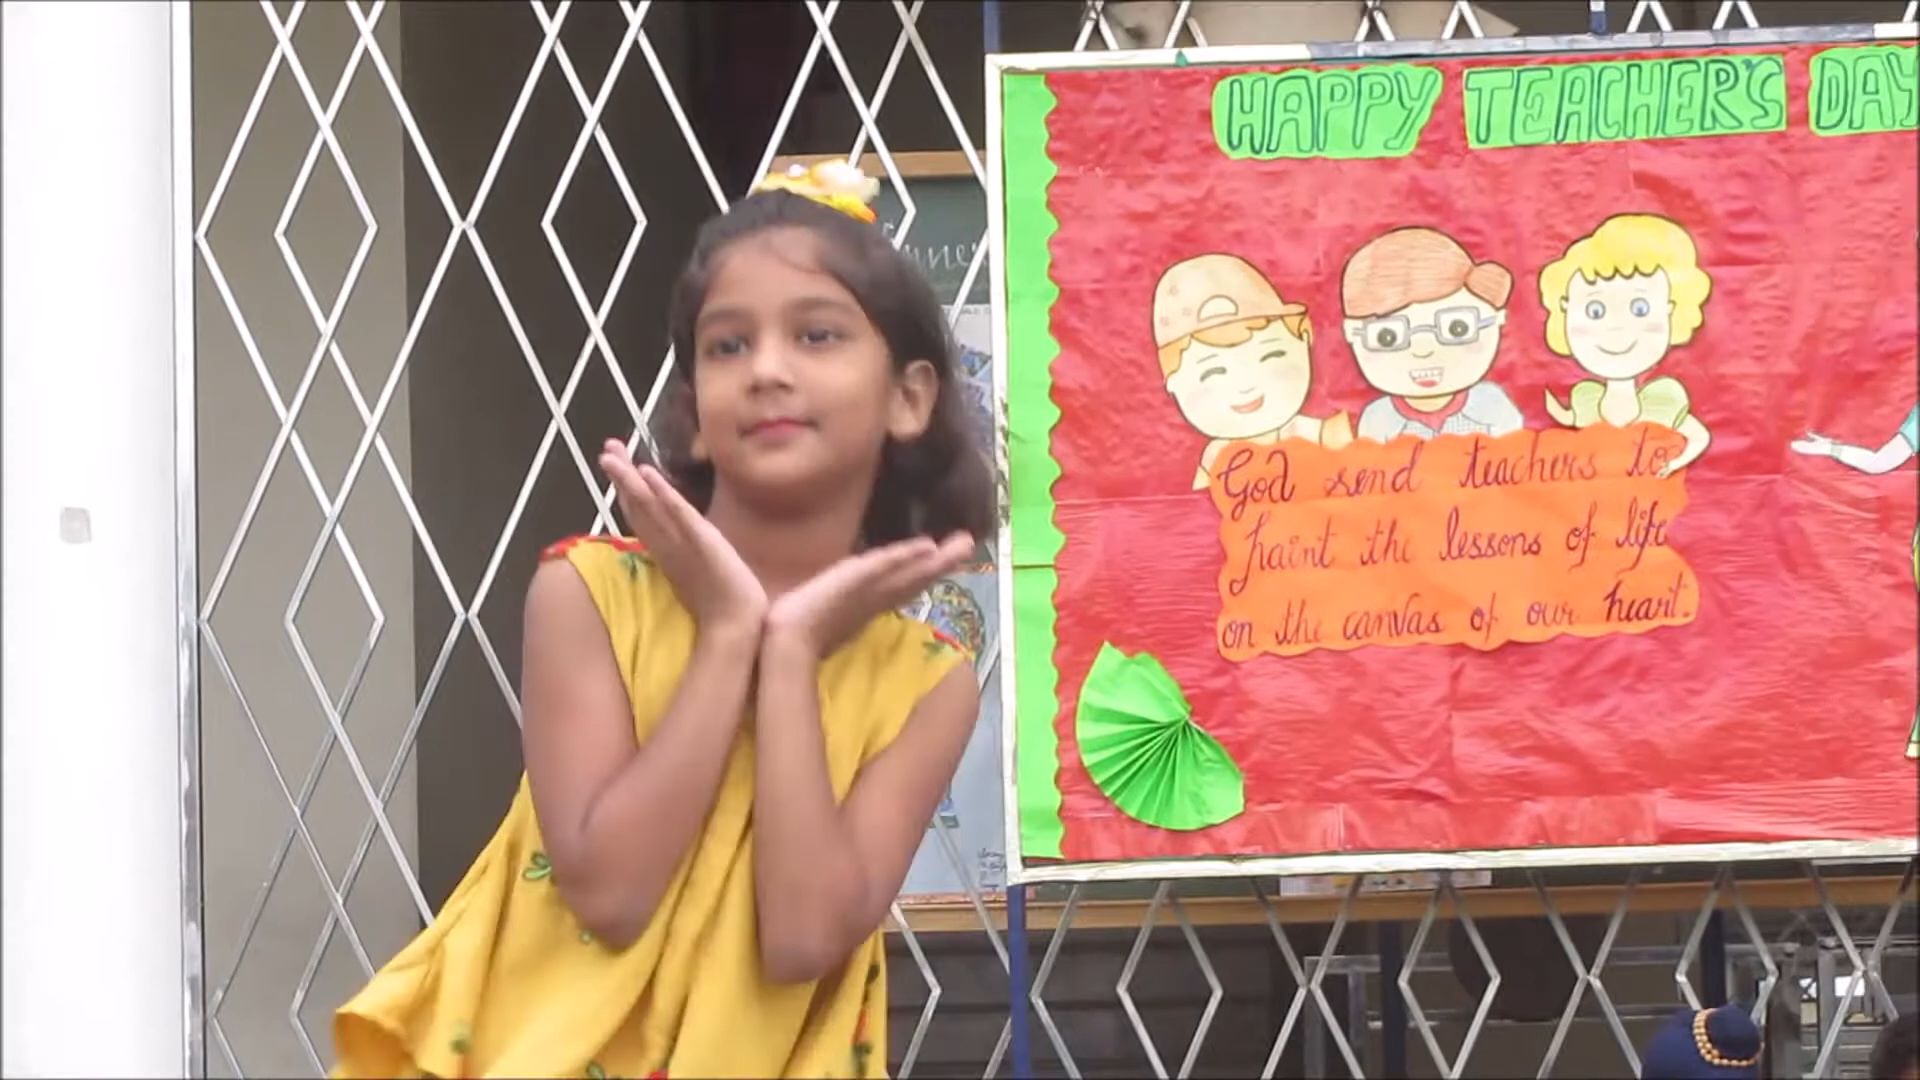 HAPPY TEACHER'S DAY
God send teachers to
paint the lessons of life
on the canvas of our heart.